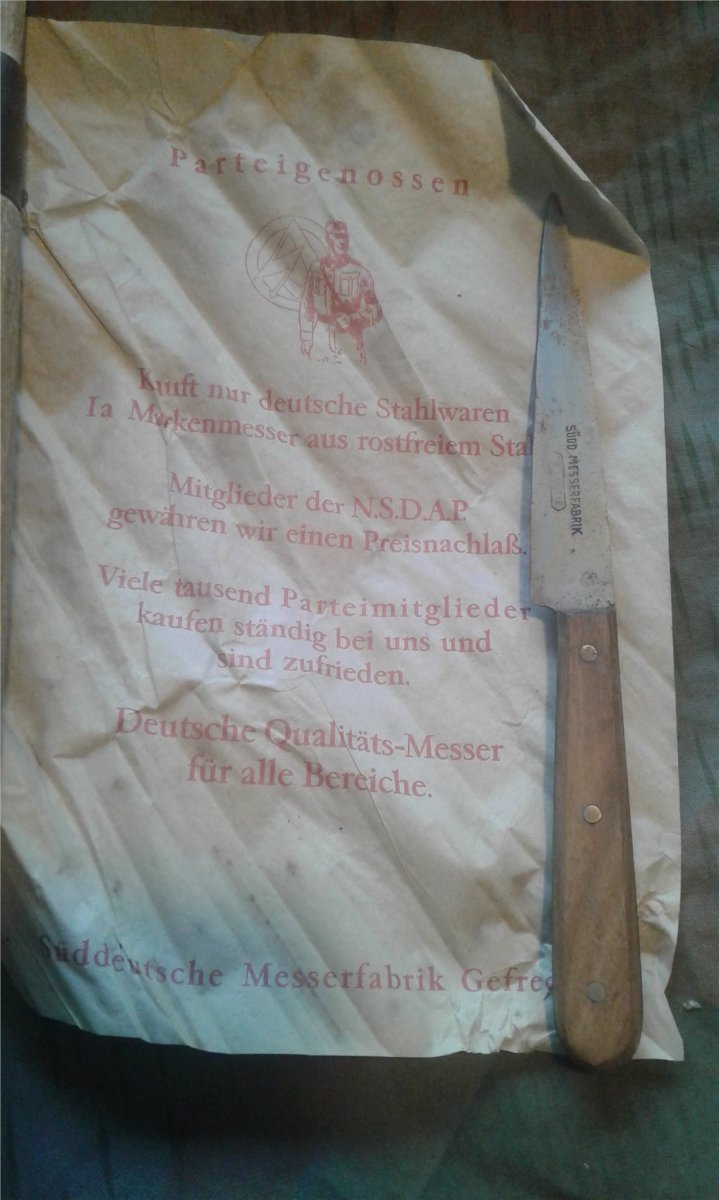 Parteigenossen
Kauft nur deutsche Stahlwaren
Ia Markenmesser aus rostfreiem
Mitglieder der N.S.D.A.P.
gewähren wir einen Preisnachlaß.
Viele tausend Parteimitglieder
kaufen ständig bei uns und
sind zufrieden.
Deutsche Qualitäts-Messer
für alle Bereiche.
Süddeutsche Messerfabrik
SÜDD. MESSERFABRIK